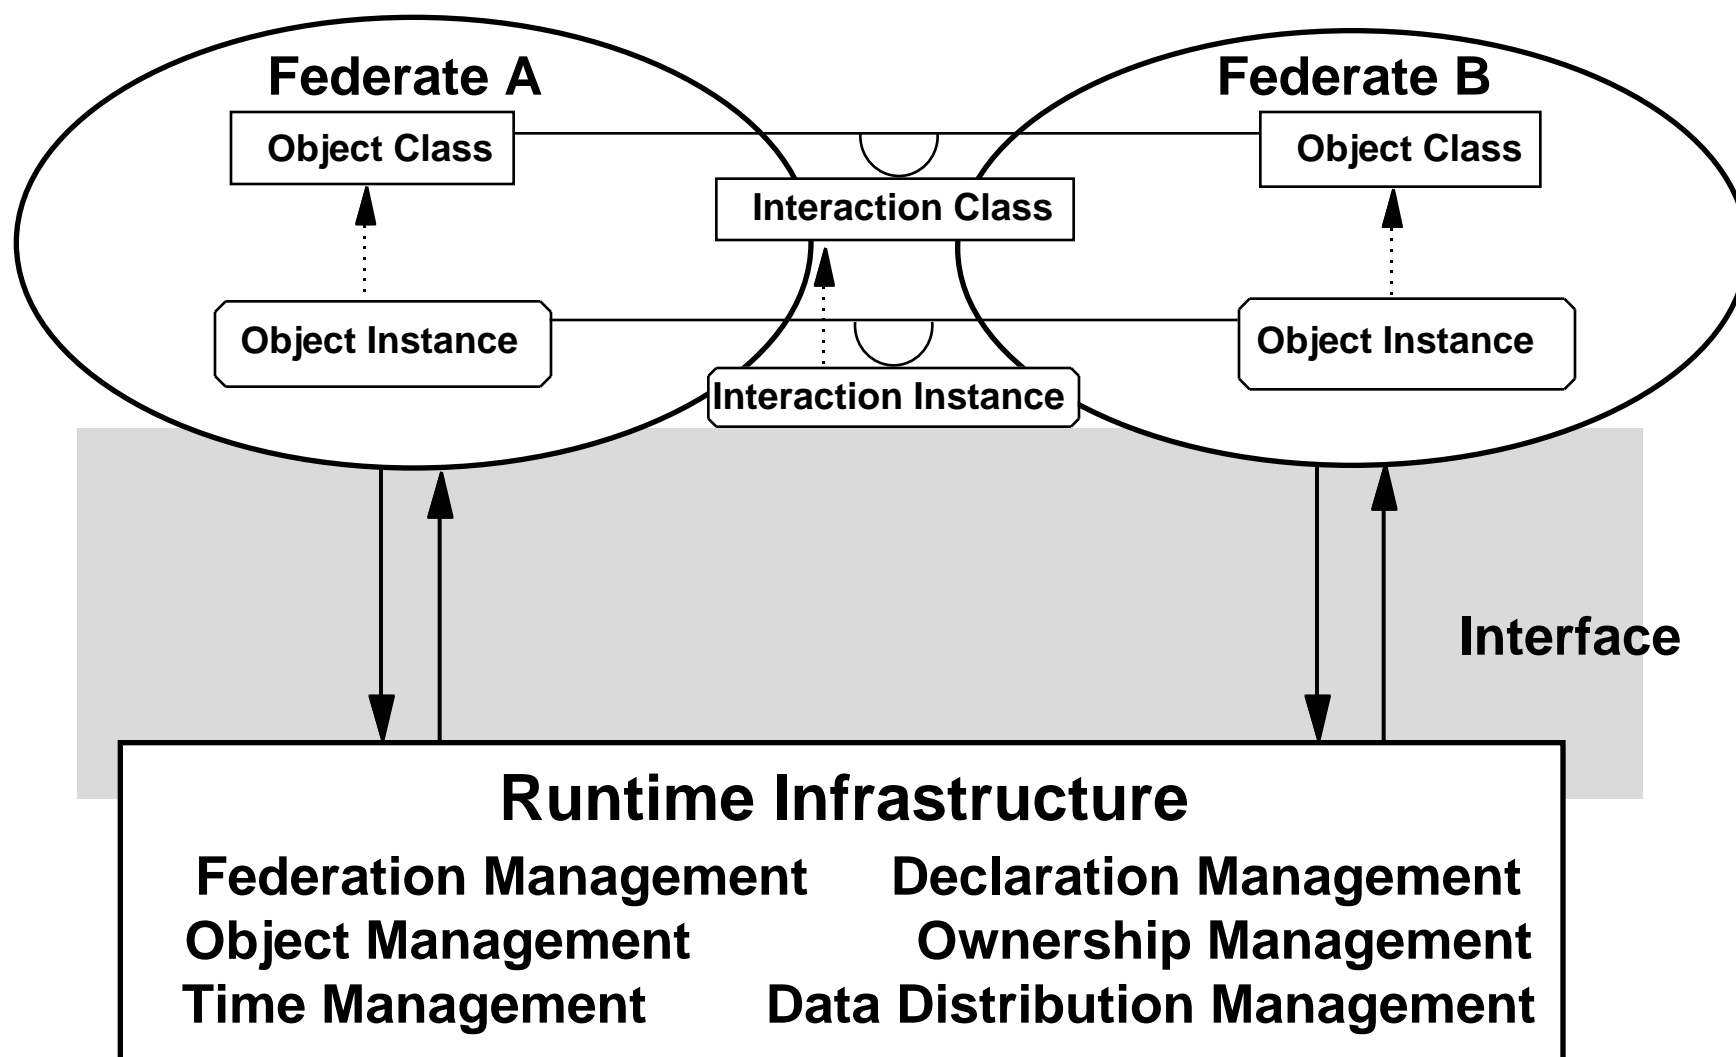 Federate A
Federate B
Object Class
Object Class
Interaction Class
Object Instance
Object Instance
Interaction Instance
Interface
Runtime Infrastructure
Federation Management Declaration Management
Object Management Ownership Management
Time Management Data Distribution Management